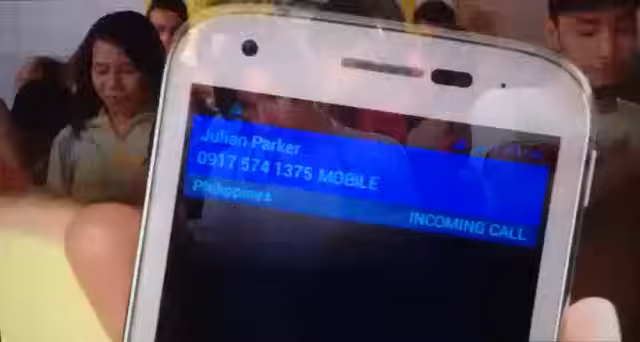 Julian Parker
0917 574 1375 MOBILE
Philippines
INCOMING CALL